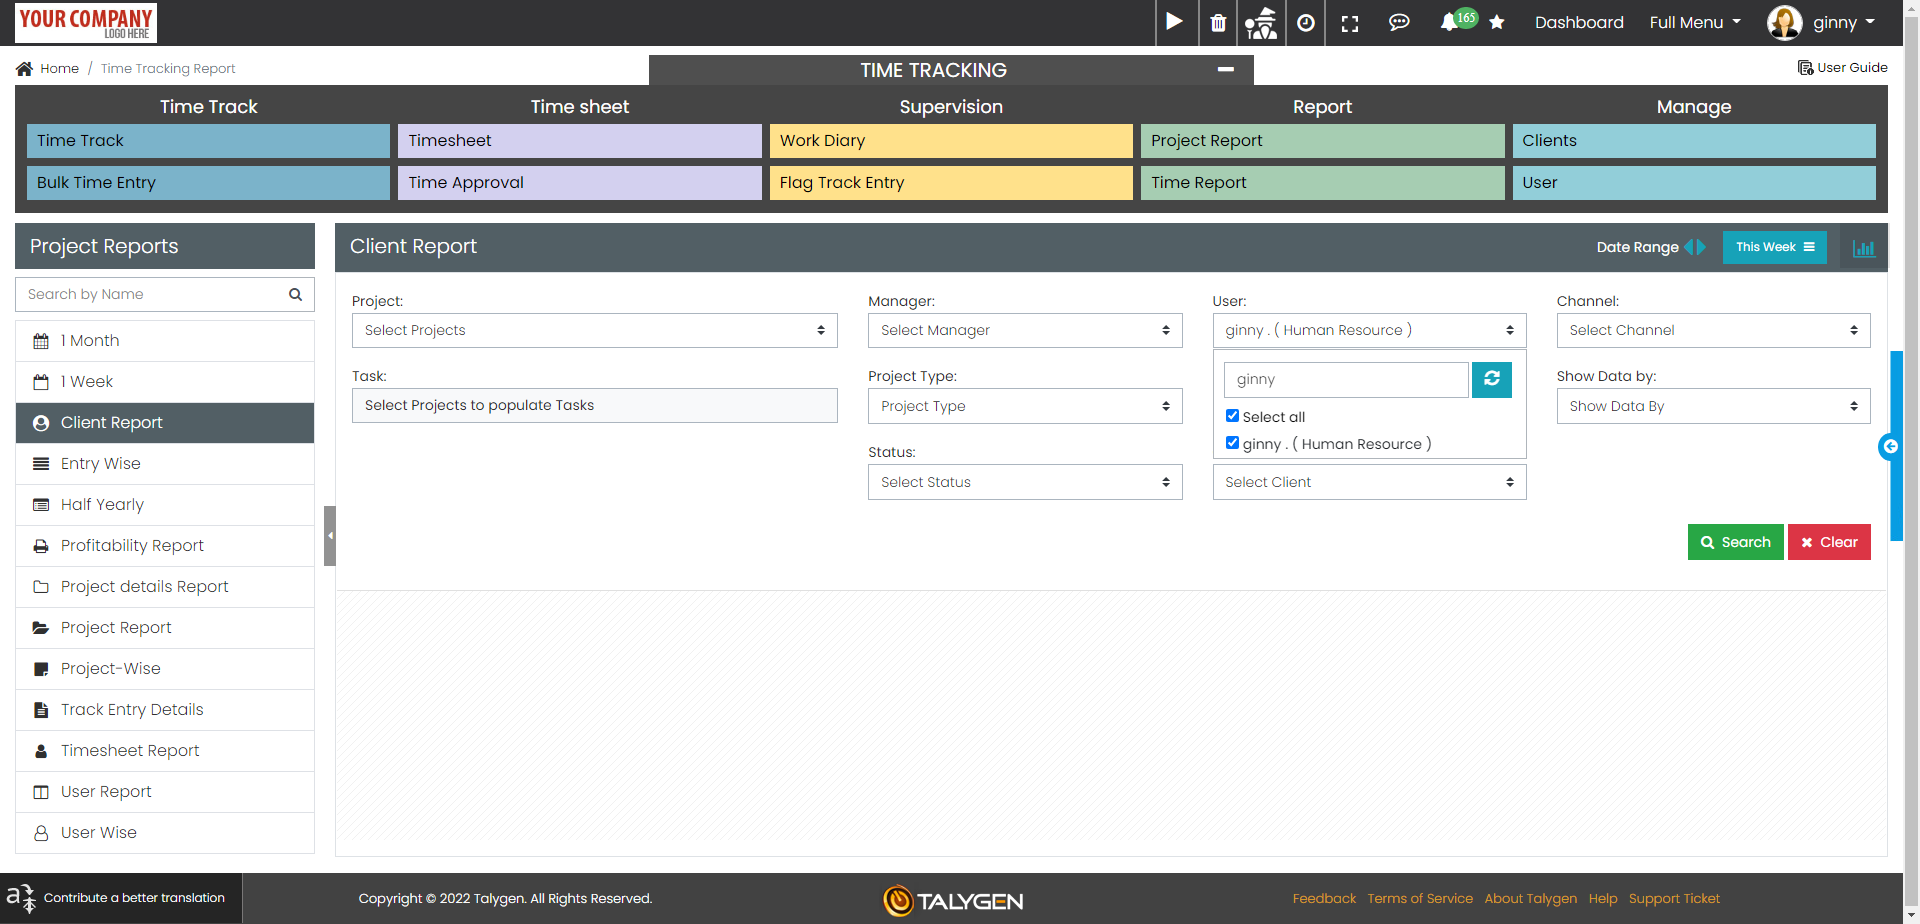 YOUR COMPANY
LOGO HERE
165
Dashboard
Full Menu
ginny
Home / Time Tracking Report
TIME TRACKING
User Guide
Time Track
Time sheet
Supervision
Report
Manage
Time Track
Timesheet
Work Diary
Project Report
Clients
Bulk Time Entry
Time Approval
Flag Track Entry
Time Report
User
Project Reports
Search by Name
1 Month
1 Week
Client Report
Entry Wise
Half Yearly
Profitability Report
Project details Report
Project Report
Project-Wise
Track Entry Details
Timesheet Report
User Report
User Wise
Client Report
Date Range
This Week
Project:
Manager:
User:
Channel:
Select Projects
Select Manager
ginny . ( Human Resource )
Select Channel
Task:
Project Type:
ginny
Show Data by:
Select Projects to populate Tasks
Project Type
Select all
Show Data By
ginny . ( Human Resource )
Status:
Select Status
Select Client
Search
Clear
a
Contribute a better translation
Copyright © 2022 Talygen. All Rights Reserved.
TALYGEN
Feedback
Terms of Service
About Talygen
Help
Support Ticket